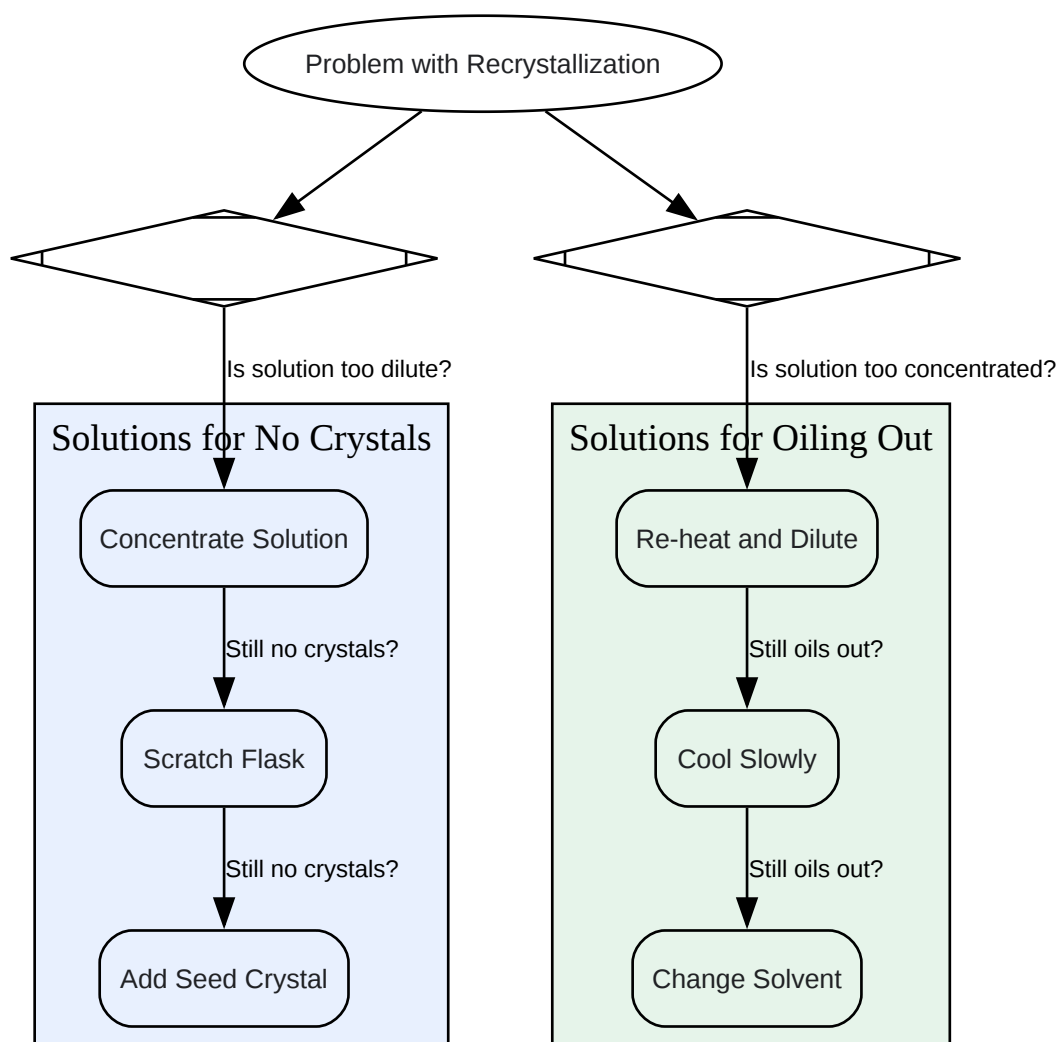 Problem with Recrystallization
Is solution too dilute?
Is solution too concentrated?
Solutions for No Crystals
Solutions for Oiling Out
Concentrate Solution
Re-heat and Dilute
Still no crystals?
Still oils out?
Scratch Flask
Cool Slowly
Still no crystals?
Still oils out?
Add Seed Crystal
Change Solvent